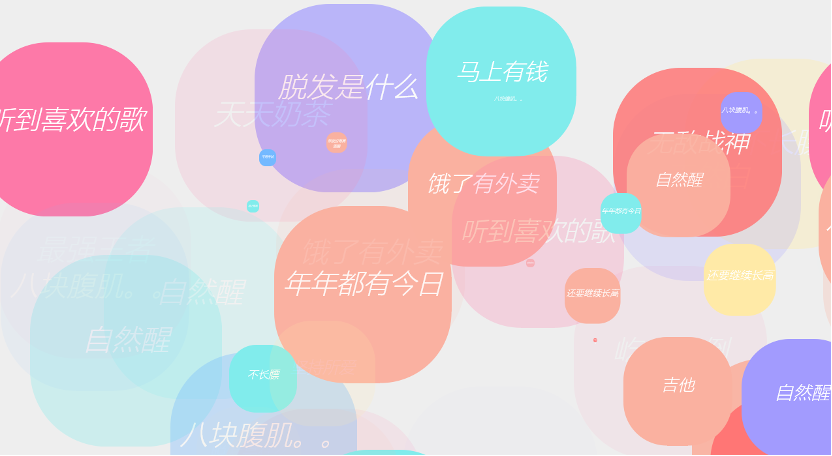 马上有钱
八块腹肌。。
脱发是什么
天天奶茶
听到喜欢的歌
八块腹肌。。
无敌战神
自然醒
饿了有外卖
年年都有今日
听到喜欢的歌
最强王者
饿了有外卖
八块腹肌。。
自然醒
年年都有今日
还要继续长高
还要继续长高
自然醒
不长膘
吉他
自然醒
八块腹肌。。